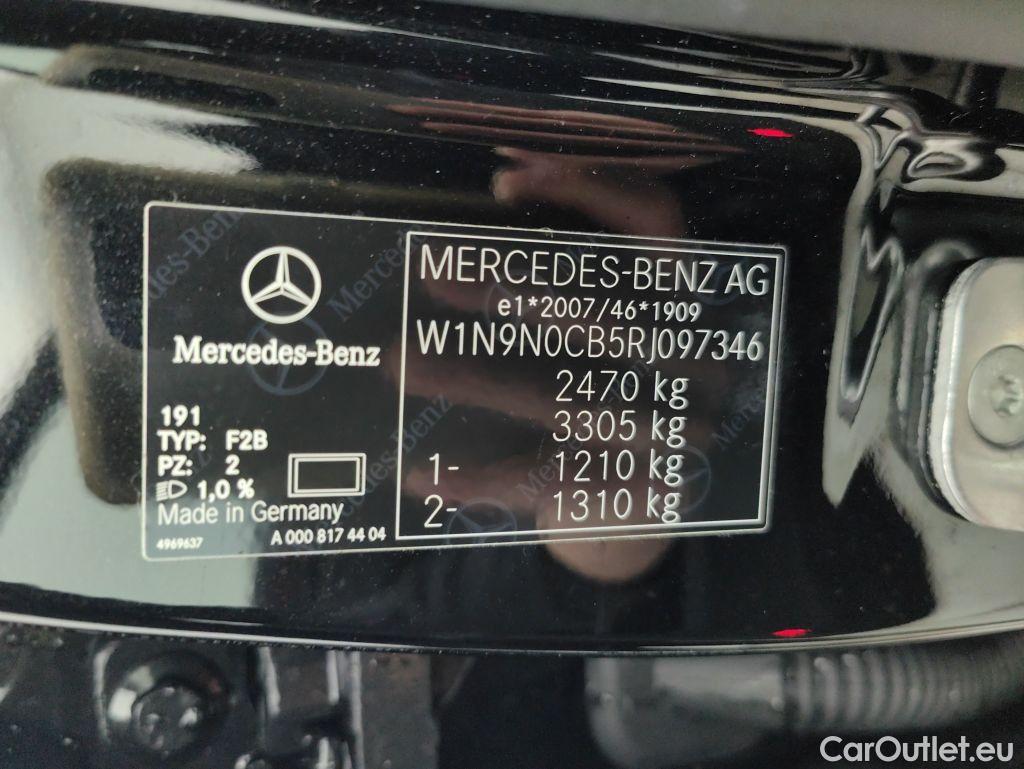 Mercedes-Benz
191
TYP: F2B
PZ: 2
1,0 %
Made in Germany
4969637 A 000 817 44 04
MERCEDES-BENZ AG
e1*2007/46*1909
W1N9N0CB5RJ097346
2470 kg
3305 kg
1- 1210 kg
2- 1310 kg
CarOutlet.eu